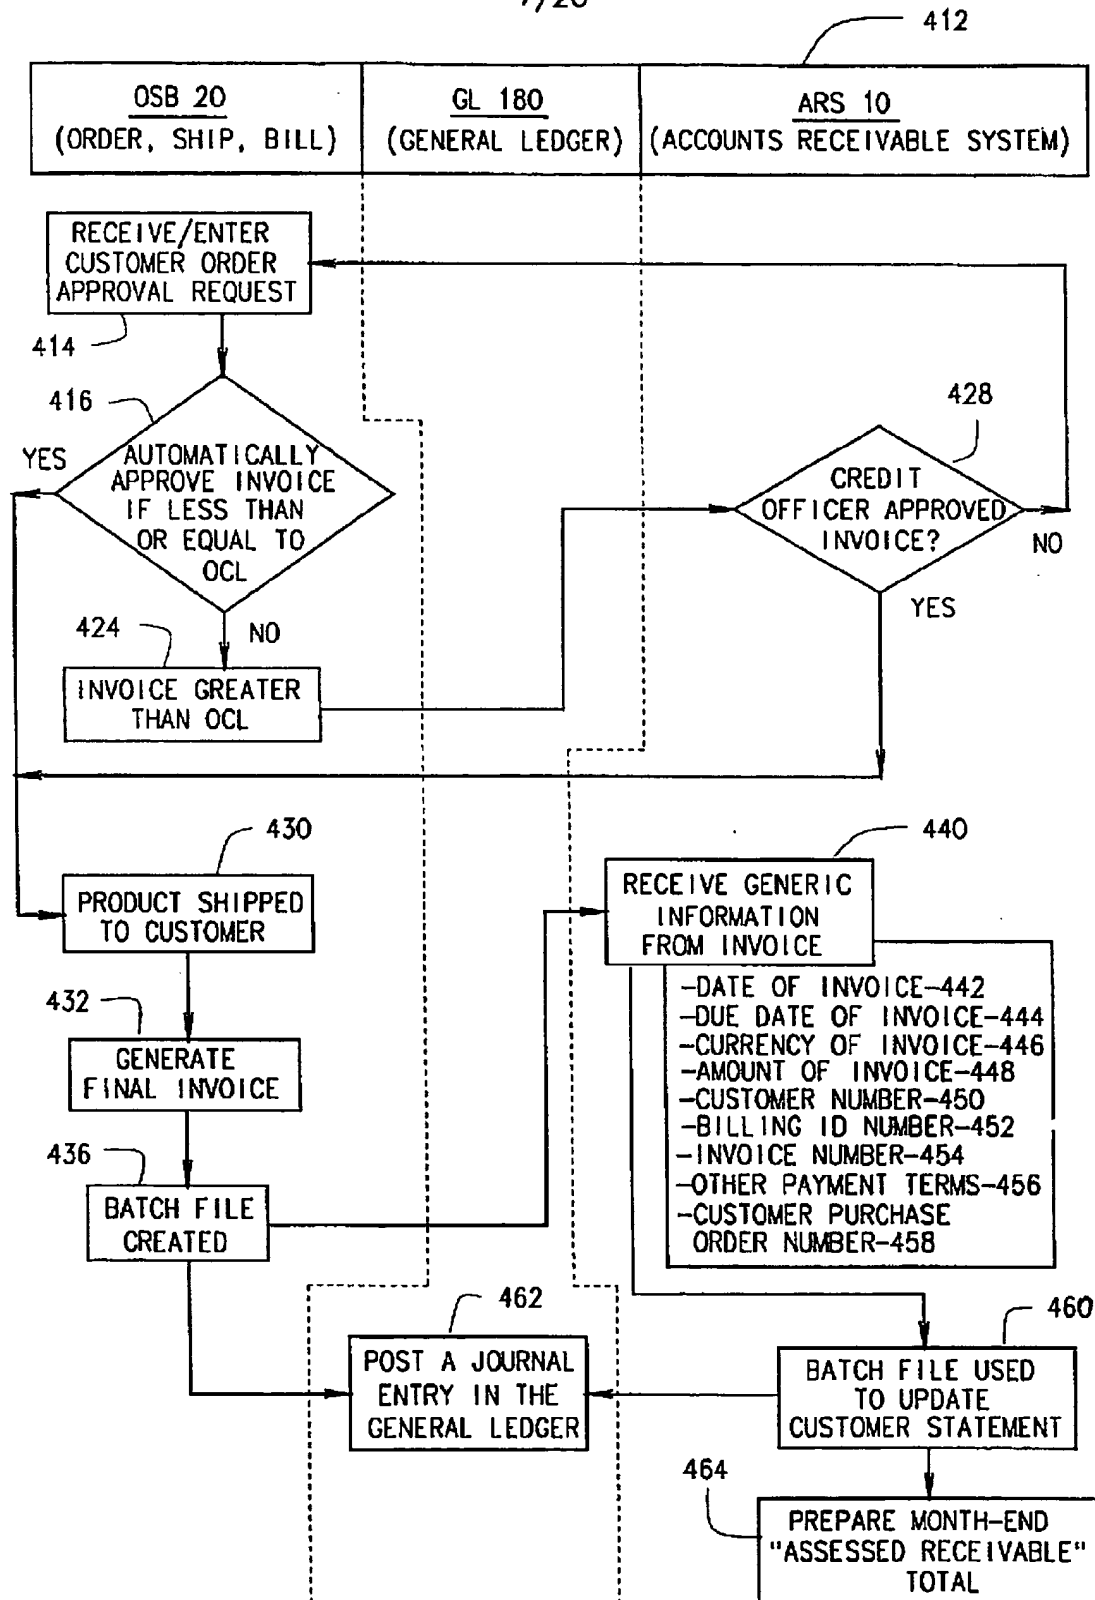 412
OSB 20
(ORDER, SHIP, BILL)
GL 180
(GENERAL LEDGER)
ARS 10
(ACCOUNTS RECEIVABLE SYSTEM)
RECEIVE/ENTER
CUSTOMER ORDER
APPROVAL REQUEST
414
416
YES
AUTOMATICALLY
APPROVE INVOICE
IF LESS THAN
OR EQUAL TO
OCL
428
CREDIT
OFFICER APPROVED
INVOICE?
NO
YES
424
NO
INVOICE GREATER
THAN OCL
430
PRODUCT SHIPPED
TO CUSTOMER
440
RECEIVE GENERIC
INFORMATION
FROM INVOICE
-DATE OF INVOICE-442
-DUE DATE OF INVOICE-444
-CURRENCY OF INVOICE-446
-AMOUNT OF INVOICE-448
-CUSTOMER NUMBER-450
-BILLING ID NUMBER-452
-INVOICE NUMBER-454
-OTHER PAYMENT TERMS-456
-CUSTOMER PURCHASE
ORDER NUMBER-458
432
GENERATE
FINAL INVOICE
436
BATCH FILE
CREATED
462
POST A JOURNAL
ENTRY IN THE
GENERAL LEDGER
460
BATCH FILE USED
TO UPDATE
CUSTOMER STATEMENT
464
PREPARE MONTH-END
"ASSESSED RECEIVABLE"
TOTAL